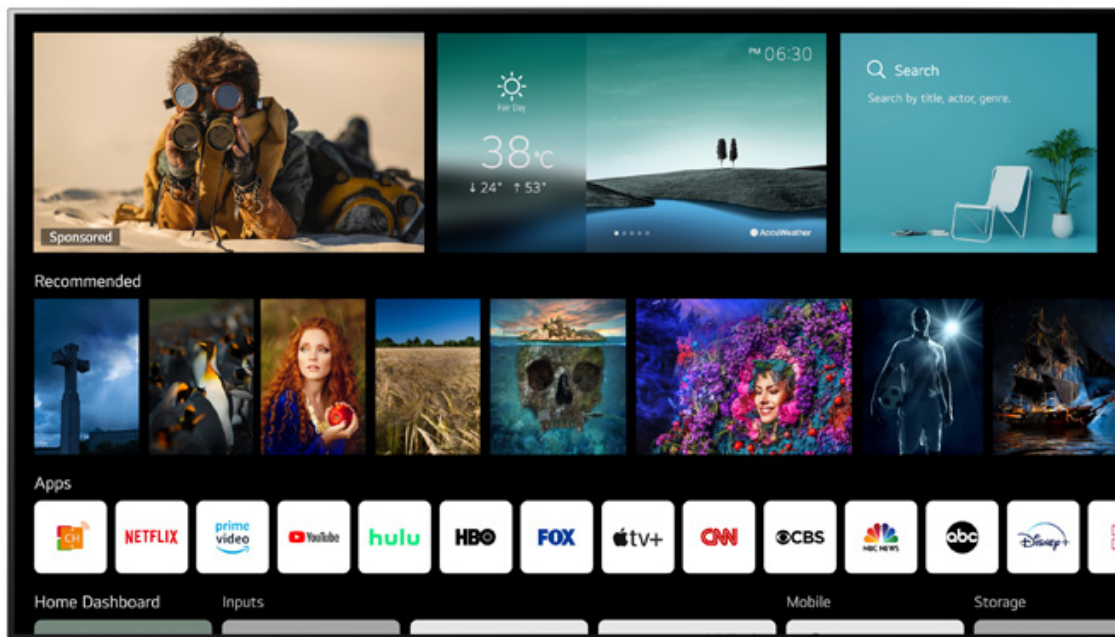 PM 06:30
Fair Day
38°C
↓ 24° ↑ 53°
AccuWeather
Search
Search by title, actor, genre.
Sponsored
Recommended
Apps
CH
NETFLIX
prime
video
YouTube
hulu
HBO
FOX
tv+
CNN
CBS
NBC NEWS
abc
Disney+
Home Dashboard
Inputs
Mobile
Storage